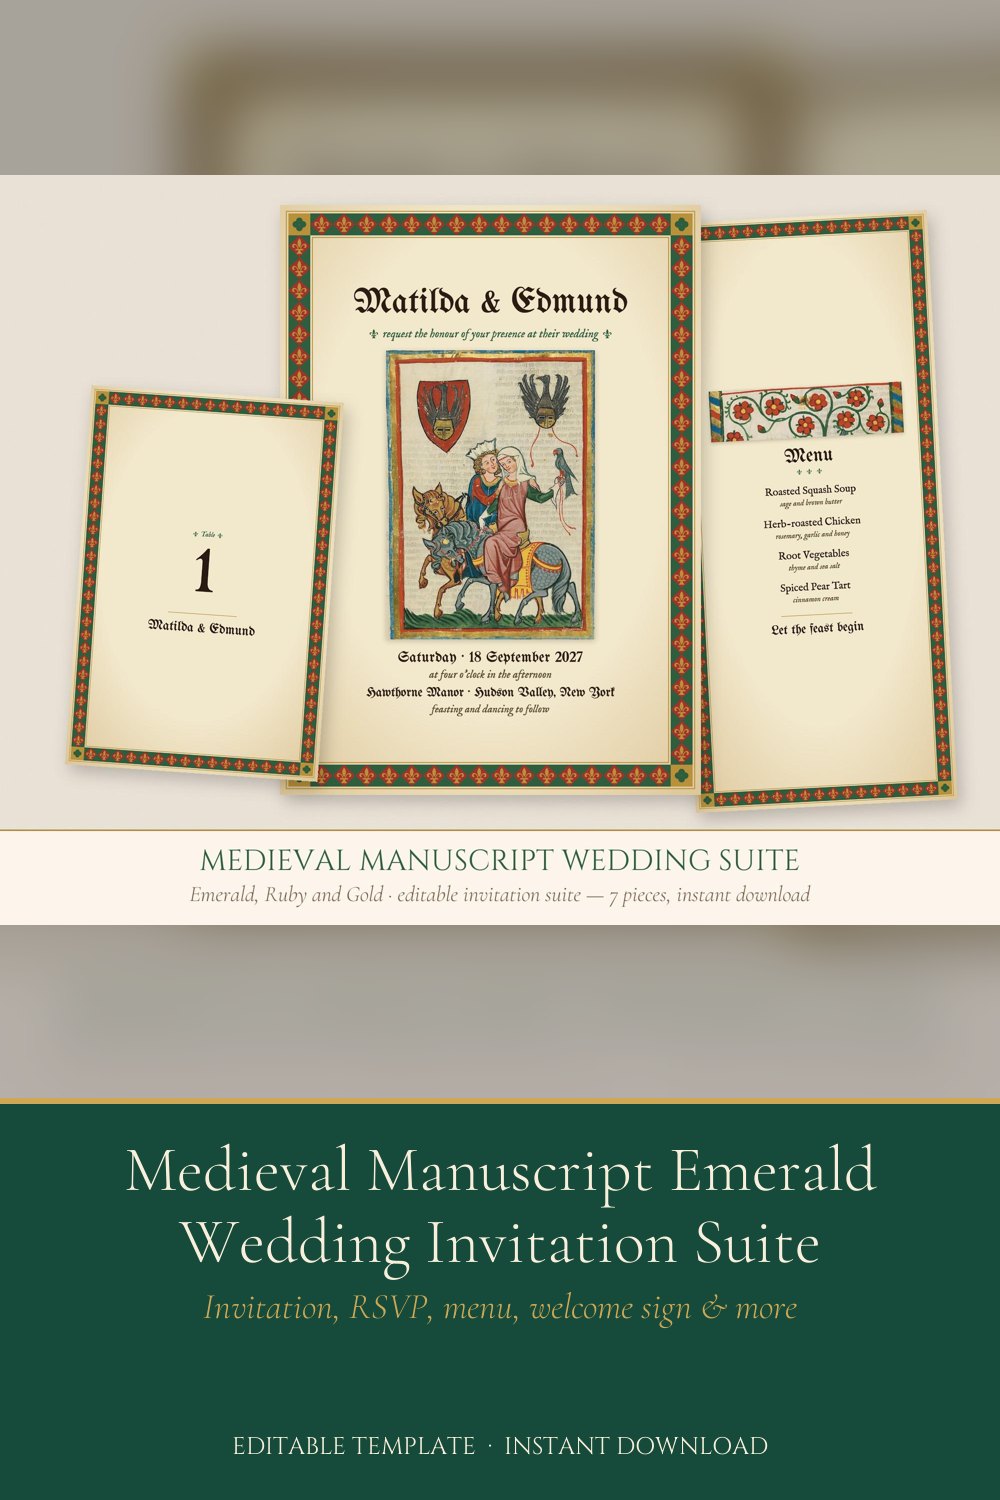 Matilda & Edmund
request the honour of your presence at their wedding
Saturday · 18 September 2027
at four o'clock in the afternoon
Hawthorne Manor · Hudson Valley, New York
feasting and dancing to follow
Table
1
Matilda & Edmund
Menu
Roasted Squash Soup
sage and brown butter
Herb-roasted Chicken
rosemary, garlic and honey
Root Vegetables
thyme and sea salt
Spiced Pear Tart
cinnamon cream
Let the feast begin
MEDIEVAL MANUSCRIPT WEDDING SUITE
Emerald, Ruby and Gold · editable invitation suite — 7 pieces, instant download
Medieval Manuscript Emerald
Wedding Invitation Suite
Invitation, RSVP, menu, welcome sign & more
EDITABLE TEMPLATE · INSTANT DOWNLOAD